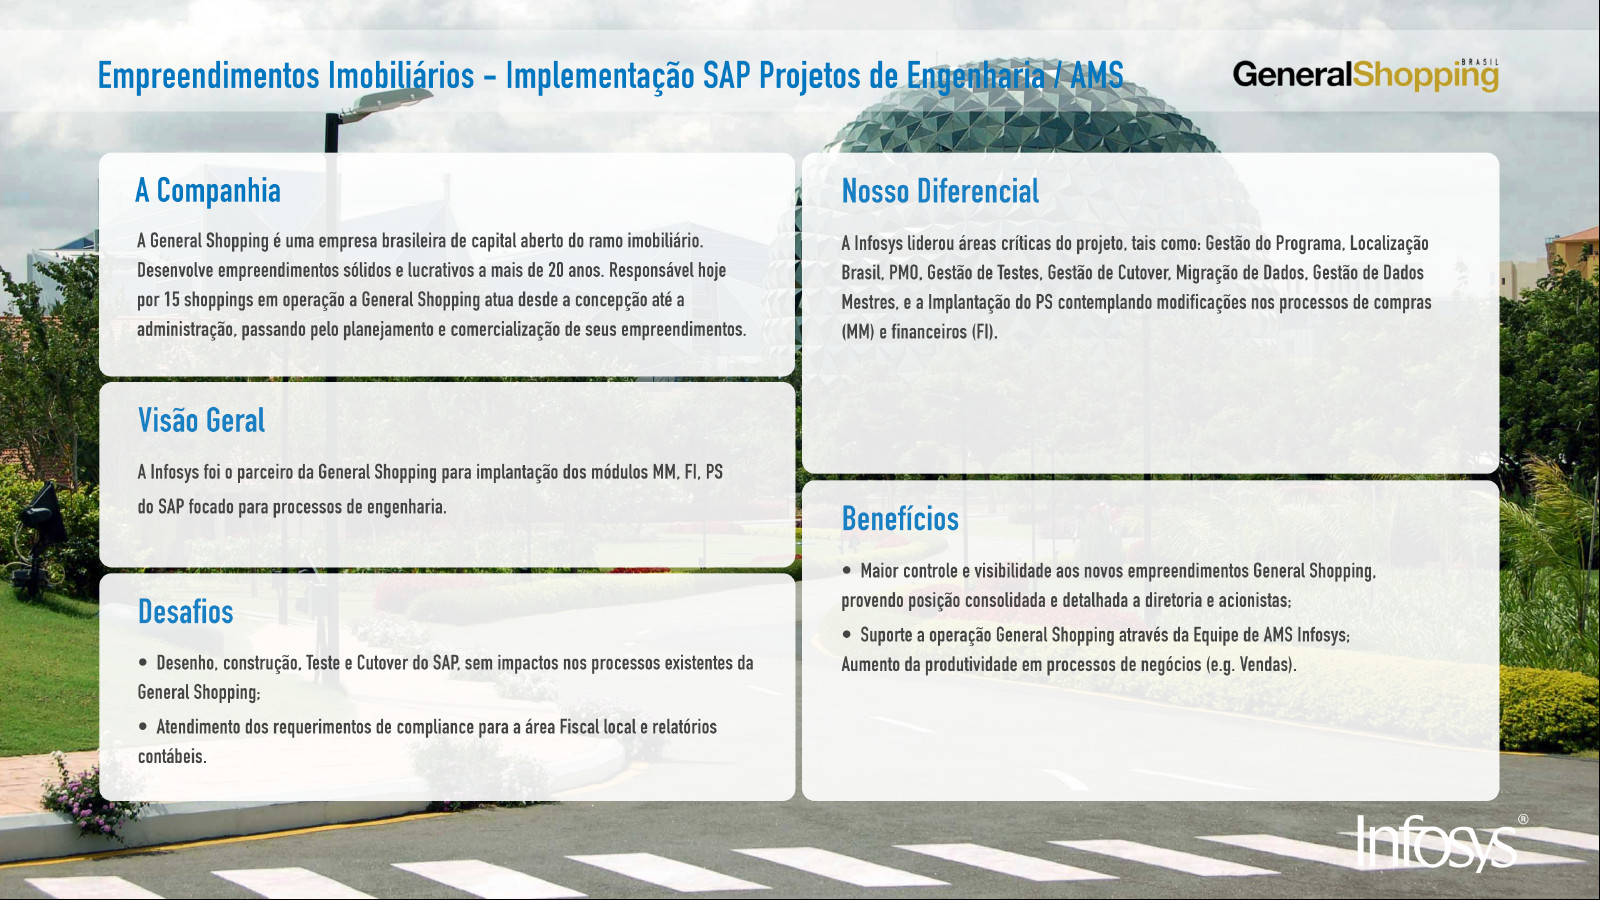 Empreendimentos Imobiliários - Implementação SAP Projetos de Engenharia / AMS
GeneralShopping
BRASIL
A Companhia
A General Shopping é uma empresa brasileira de capital aberto do ramo imobiliário.
Desenvolve empreendimentos sólidos e lucrativos a mais de 20 anos. Responsável hoje
por 15 shoppings em operação a General Shopping atua desde a concepção até a
administração, passando pelo planejamento e comercialização de seus empreendimentos.
Visão Geral
A Infosys foi o parceiro da General Shopping para implantação dos módulos MM, FI, PS
do SAP focado para processos de engenharia.
Desafios
• Desenho, construção, Teste e Cutover do SAP, sem impactos nos processos existentes da
General Shopping;
• Atendimento dos requerimentos de compliance para a área Fiscal local e relatórios
contábeis.
Nosso Diferencial
A Infosys liderou áreas críticas do projeto, tais como: Gestão do Programa, Localização
Brasil, PMO, Gestão de Testes, Gestão de Cutover, Migração de Dados, Gestão de Dados
Mestres, e a Implantação do PS contemplando modificações nos processos de compras
(MM) e financeiros (FI).
Benefícios
• Maior controle e visibilidade aos novos empreendimentos General Shopping,
provendo posição consolidada e detalhada a diretoria e acionistas;
• Suporte a operação General Shopping através da Equipe de AMS Infosys;
Aumento da produtividade em processos de negócios (e.g. Vendas).
Infosys®